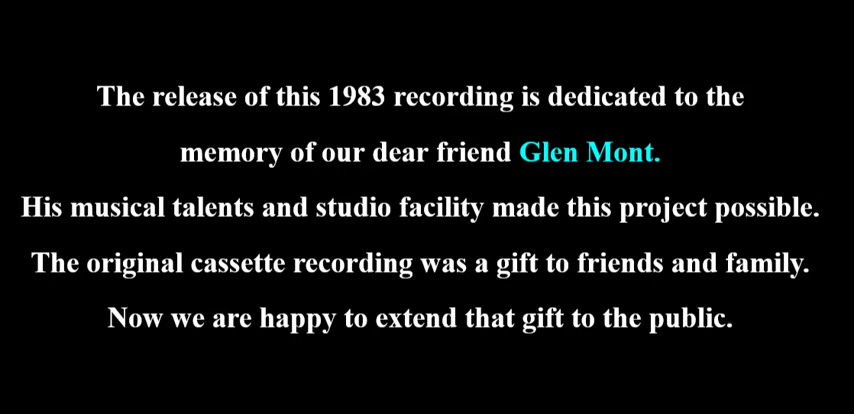 The release of this 1983 recording is dedicated to the
memory of our dear friend Glen Mont.
His musical talents and studio facility made this project possible.
The original cassette recording was a gift to friends and family.
Now we are happy to extend that gift to the public.